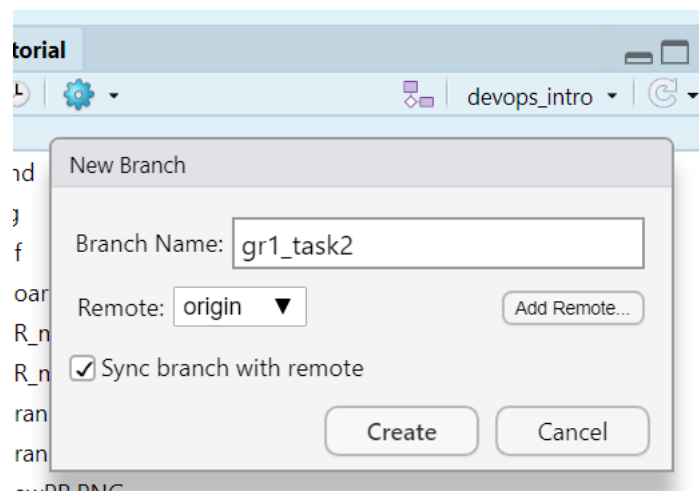 torial
devops_intro
New Branch
Branch Name: gr1_task2
Remote: origin
Add Remote...
Sync branch with remote
Create
Cancel
nd
g
f
oar
R_n
R_n
ran
ran